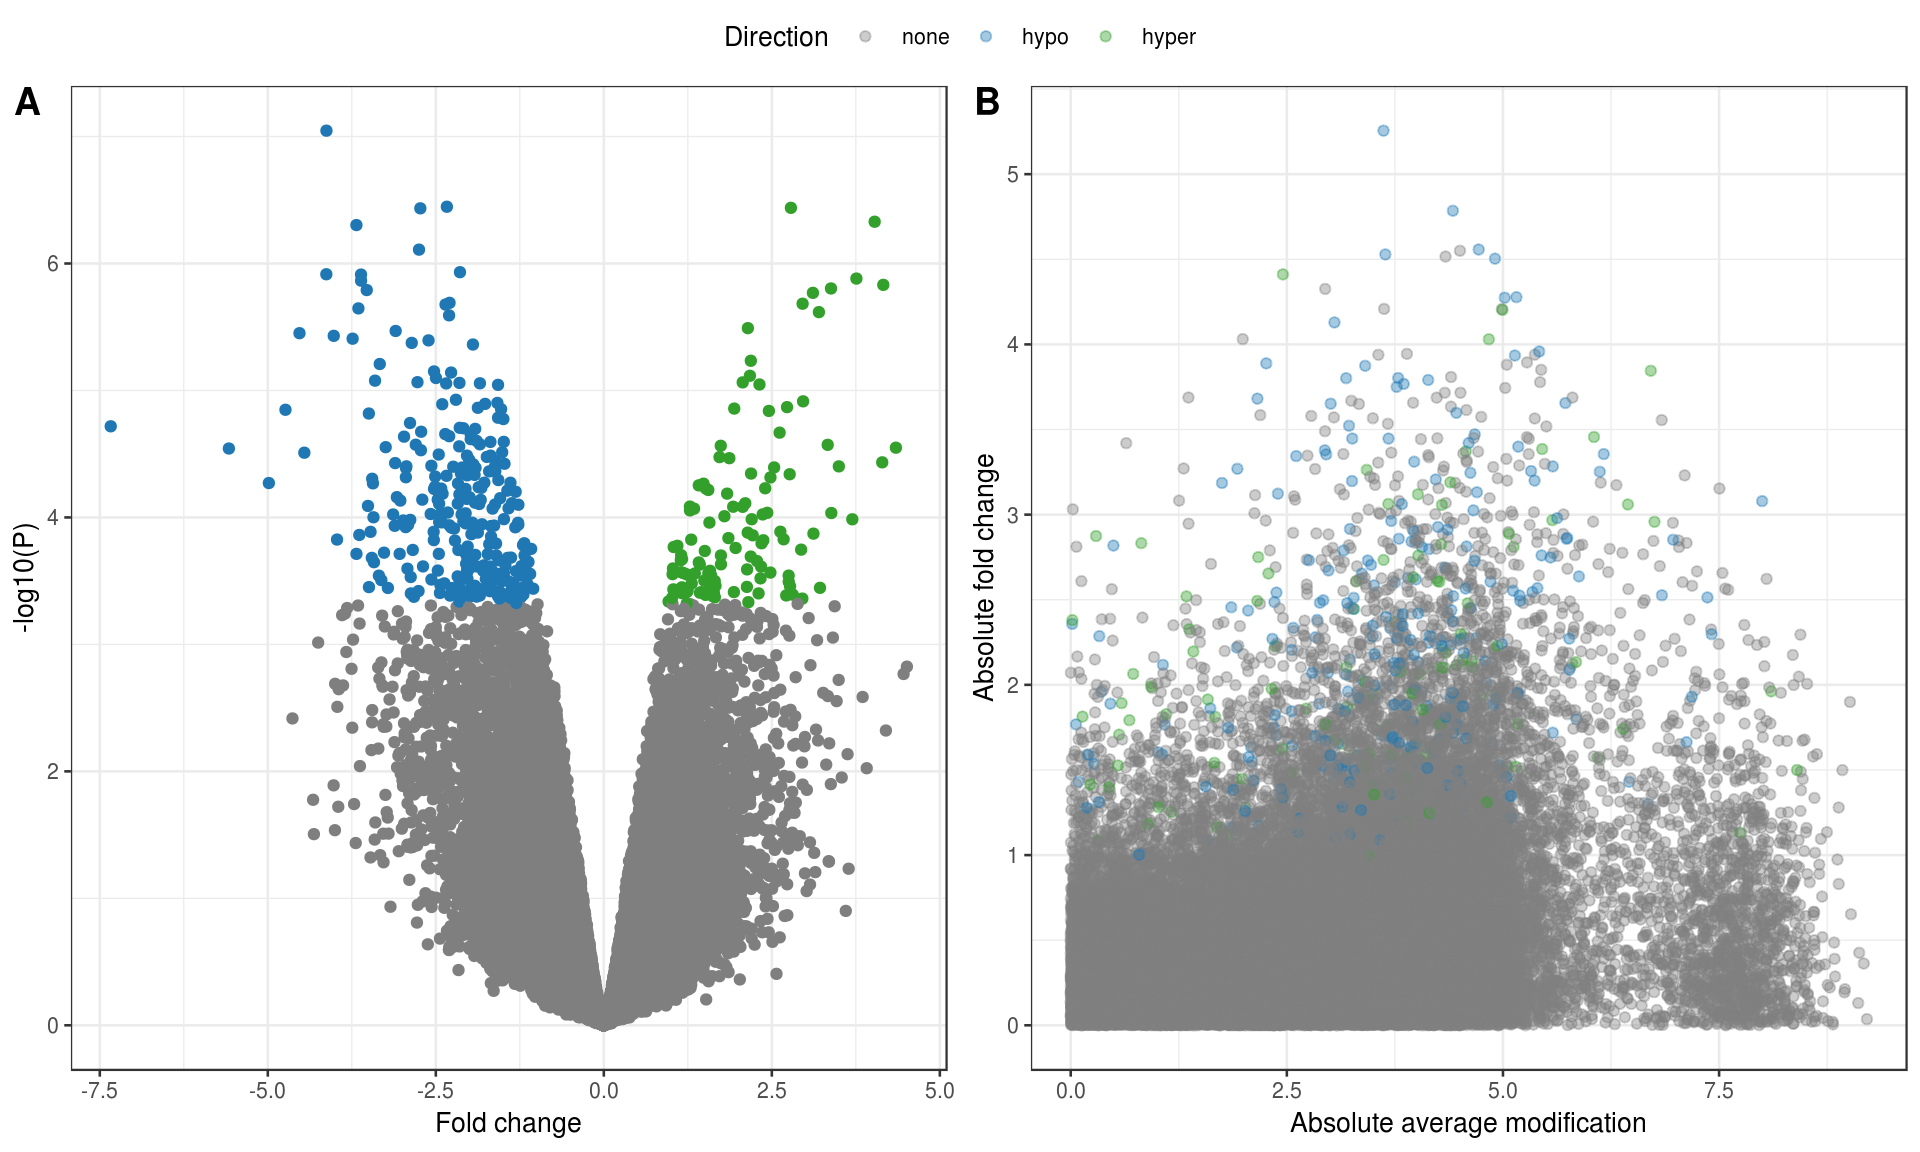 Direction none hypo hyper
A
B
6
4
2
0
-log10(P)
-7.5 -5.0 -2.5 0.0 2.5 5.0
Fold change
5
4
3
2
1
0
Absolute fold change
0.0 2.5 5.0 7.5
Absolute average modification